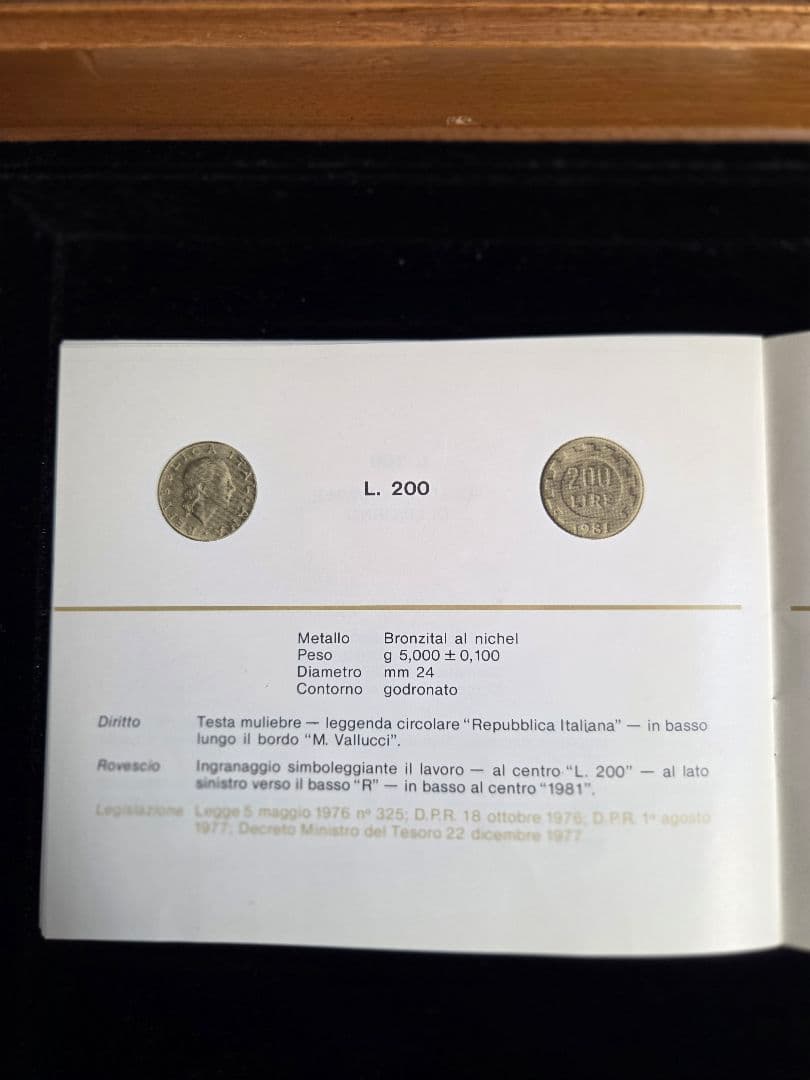 REPUBBLICA ITALIANA
L. 200
200
LIRE
1981
Metallo Bronzital al nichel
Peso g 5,000 ± 0,100
Diametro mm 24
Contorno godronato
Diritto Testa muliebre — leggenda circolare “Repubblica Italiana” — in basso
lungo il bordo “M. Vallucci”.
Rovescio Ingranaggio simboleggiante il lavoro — al centro “L. 200” — al lato
sinistro verso il basso “R” — in basso al centro “1981”.
Legislazione Legge 5 maggio 1976 nº 325; D.P.R. 18 ottobre 1976; D.P.R. 1º agosto
1977; Decreto Ministro del Tesoro 22 dicembre 1977